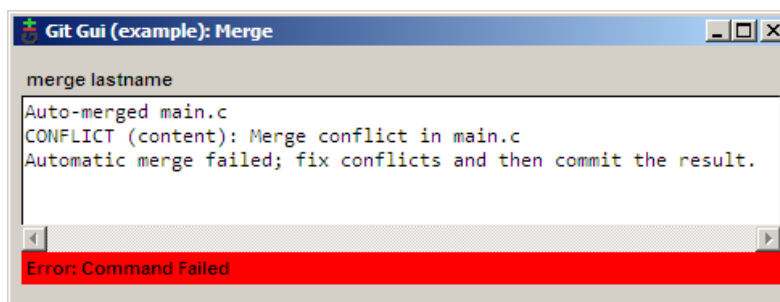 Git Gui (example): Merge
merge lastname
Auto-merged main.c
CONFLICT (content): Merge conflict in main.c
Automatic merge failed; fix conflicts and then commit the result.
Error: Command Failed